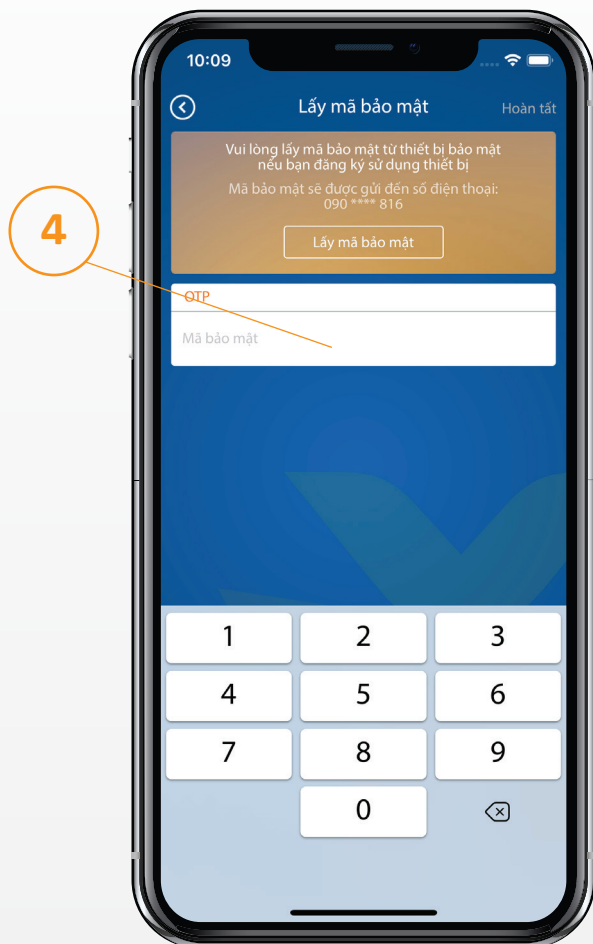 10:09
Lấy mã bảo mật
Hoàn tất
Vui lòng lấy mã bảo mật từ thiết bị bảo mật
nếu bạn đăng ký sử dụng thiết bị
Mã bảo mật sẽ được gửi đến số điện thoại:
090 **** 816
Lấy mã bảo mật
4
OTP
Mã bảo mật
1 2 3
4 5 6
7 8 9
0